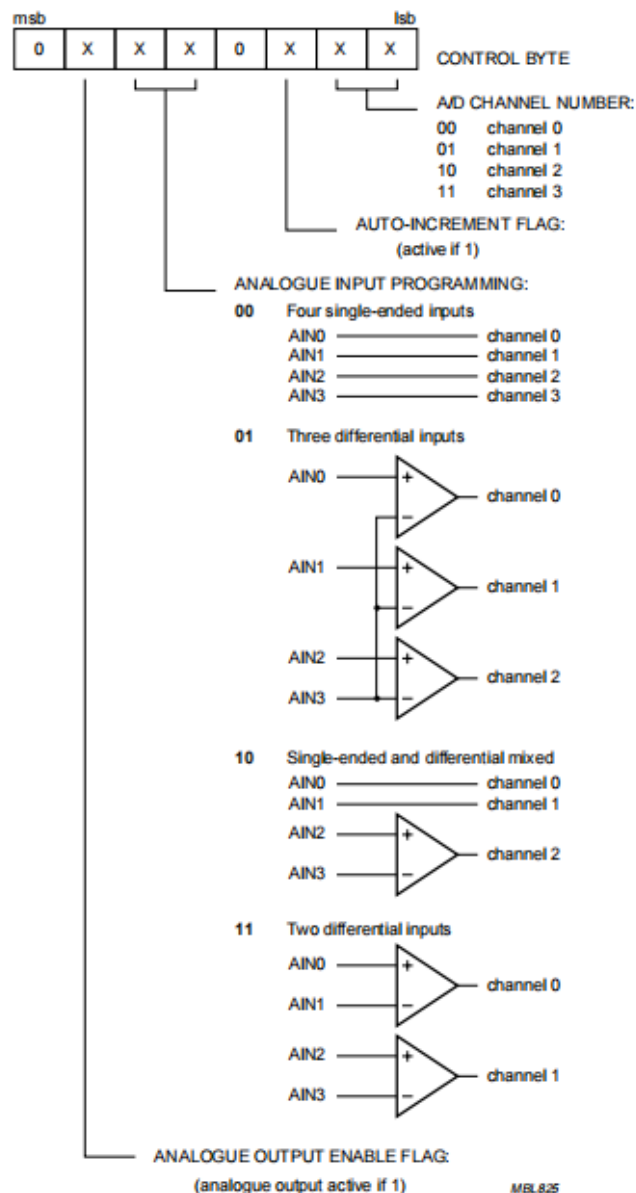 msb lsb
0 X X X 0 X X X CONTROL BYTE
A/D CHANNEL NUMBER:
00 channel 0
01 channel 1
10 channel 2
11 channel 3
AUTO-INCREMENT FLAG:
(active if 1)
ANALOGUE INPUT PROGRAMMING:
00 Four single-ended inputs
AIN0 channel 0
AIN1 channel 1
AIN2 channel 2
AIN3 channel 3
01 Three differential inputs
AIN0 + − channel 0
AIN1 + − channel 1
AIN2 + − channel 2
AIN3
10 Single-ended and differential mixed
AIN0 channel 0
AIN1 channel 1
AIN2 + channel 2
AIN3 −
11 Two differential inputs
AIN0 + channel 0
AIN1 −
AIN2 + channel 1
AIN3 −
ANALOGUE OUTPUT ENABLE FLAG:
(analogue output active if 1) MBL825